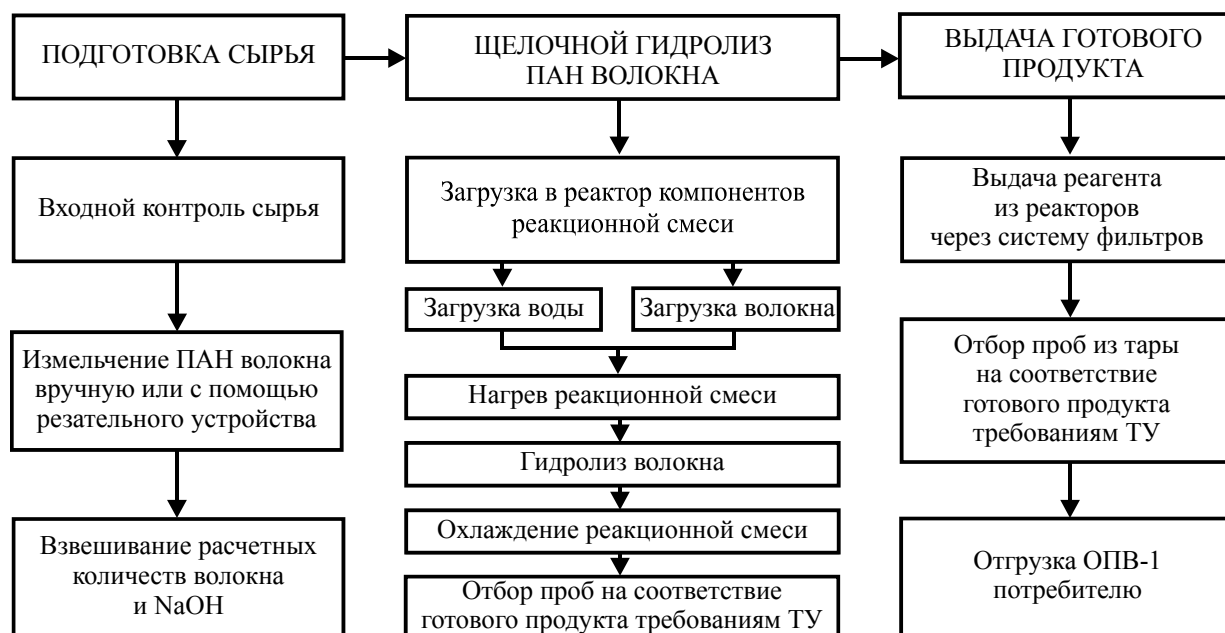 ПОДГОТОВКА СЫРЬЯ
Входной контроль сырья
Измельчение ПАН волокна
вручную или с помощью
резательного устройства
Взвешивание расчетных
количеств волокна
и NaOH
ЩЕЛОЧНОЙ ГИДРОЛИЗ
ПАН ВОЛОКНА
Загрузка в реактор компонентов
реакционной смеси
Загрузка воды
Загрузка волокна
Нагрев реакционной смеси
Гидролиз волокна
Охлаждение реакционной смеси
Отбор проб на соответствие
готового продукта требованиям ТУ
ВЫДАЧА ГОТОВОГО
ПРОДУКТА
Выдача реагента
из реакторов
через систему фильтров
Отбор проб из тары
на соответствие
готового продукта
требованиям ТУ
Отгрузка ОПВ-1
потребителю